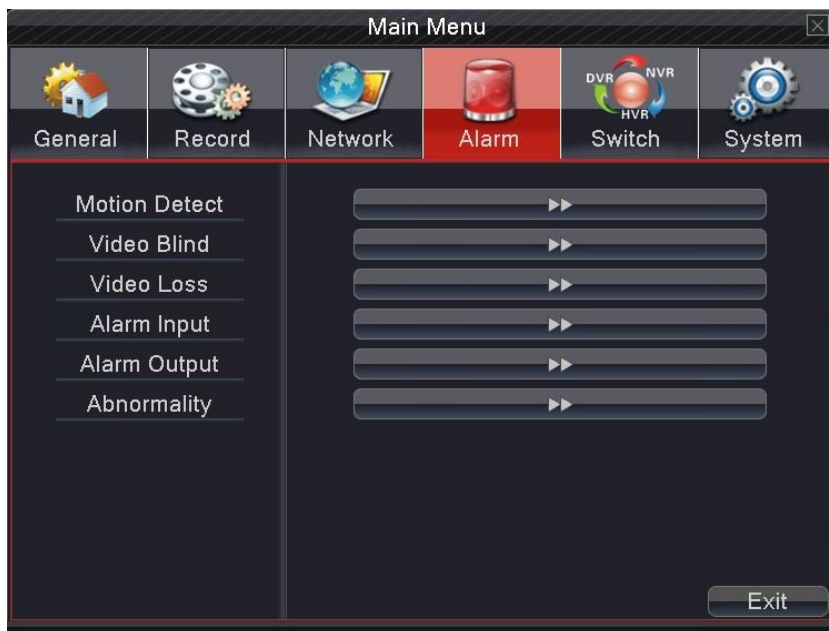 Main Menu
General
Record
Network
Alarm
DVR NVR
HVR
Switch
System
Motion Detect
Video Blind
Video Loss
Alarm Input
Alarm Output
Abnormality
Exit